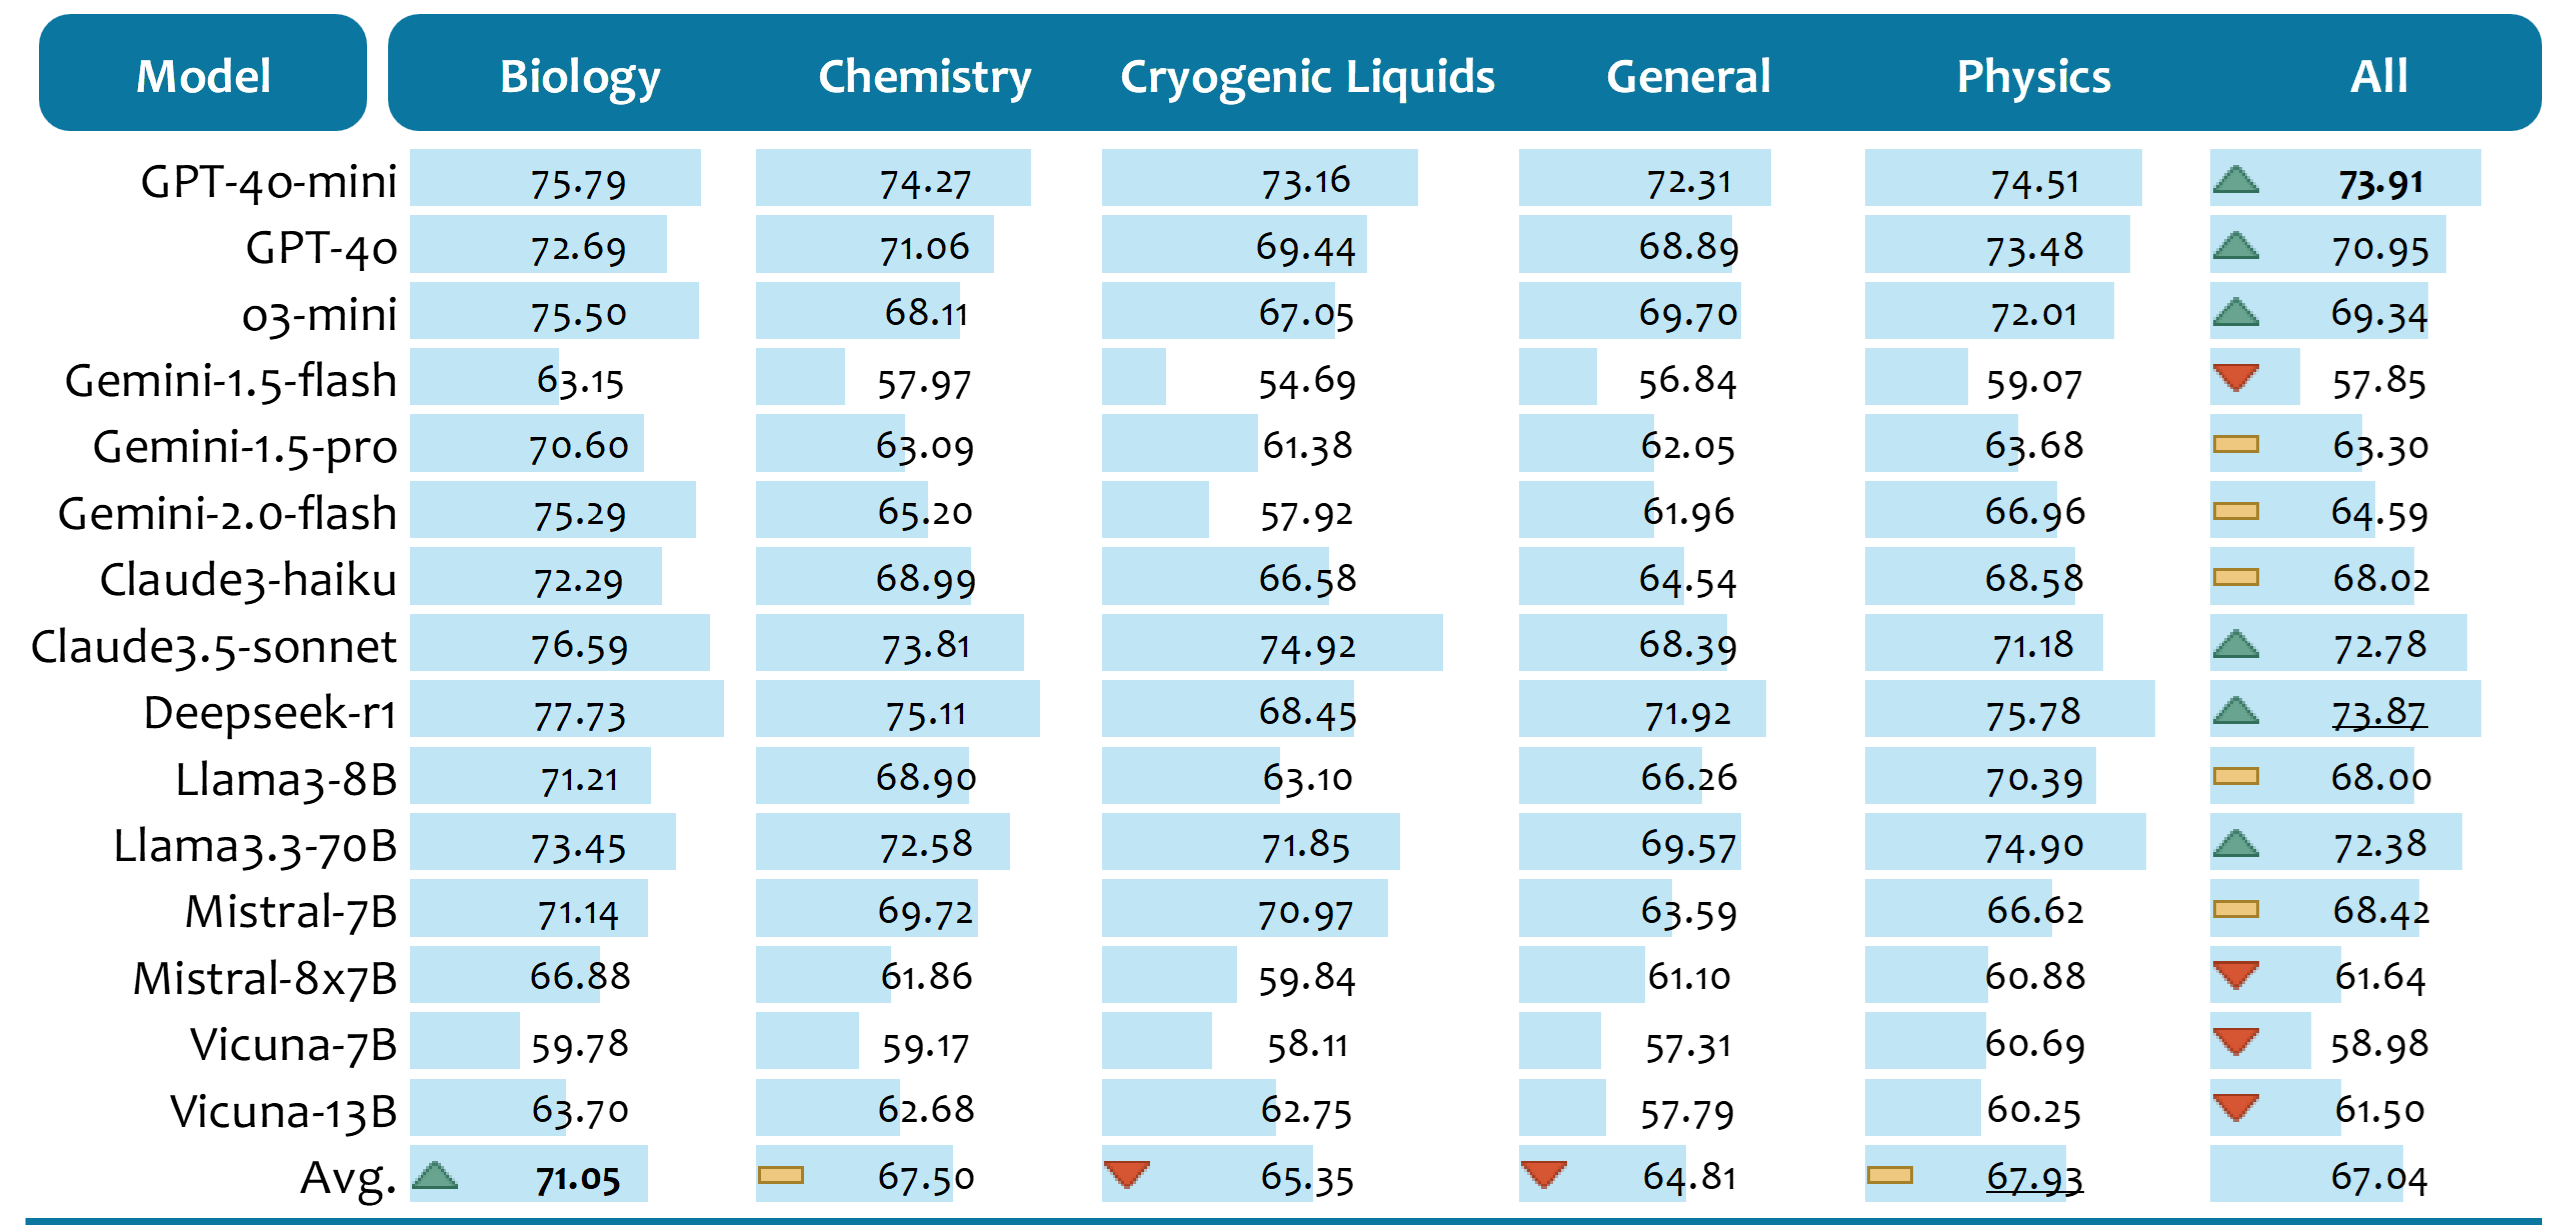 Model Biology Chemistry Cryogenic Liquids General Physics All
GPT-4o-mini 75.79 74.27 73.16 72.31 74.51 73.91
GPT-4o 72.69 71.06 69.44 68.89 73.48 70.95
o3-mini 75.50 68.11 67.05 69.70 72.01 69.34
Gemini-1.5-flash 63.15 57.97 54.69 56.84 59.07 57.85
Gemini-1.5-pro 70.60 63.09 61.38 62.05 63.68 63.30
Gemini-2.0-flash 75.29 65.20 57.92 61.96 66.96 64.59
Claude3-haiku 72.29 68.99 66.58 64.54 68.58 68.02
Claude3.5-sonnet 76.59 73.81 74.92 68.39 71.18 72.78
Deepseek-r1 77.73 75.11 68.45 71.92 75.78 73.87
Llama3-8B 71.21 68.90 63.10 66.26 70.39 68.00
Llama3.3-70B 73.45 72.58 71.85 69.57 74.90 72.38
Mistral-7B 71.14 69.72 70.97 63.59 66.62 68.42
Mistral-8x7B 66.88 61.86 59.84 61.10 60.88 61.64
Vicuna-7B 59.78 59.17 58.11 57.31 60.69 58.98
Vicuna-13B 63.70 62.68 62.75 57.79 60.25 61.50
Avg. 71.05 67.50 65.35 64.81 67.93 67.04